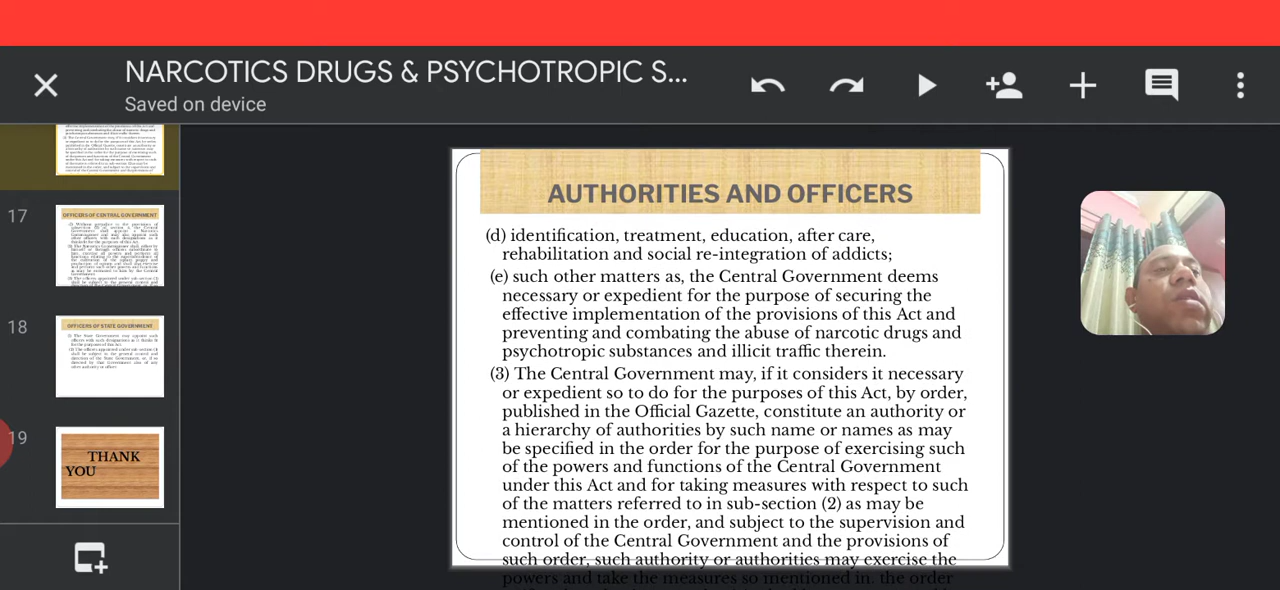 NARCOTICS DRUGS & PSYCHOTROPIC S...
Saved on device
17
OFFICERS OF CENTRAL GOVERNMENT
18
OFFICERS OF STATE GOVERNMENT
19
THANK
YOU
AUTHORITIES AND OFFICERS
(d) identification, treatment, education, after care,
rehabilitation and social re-integration of addicts;
(e) such other matters as, the Central Government deems
necessary or expedient for the purpose of securing the
effective implementation of the provisions of this Act and
preventing and combating the abuse of narcotic drugs and
psychotropic substances and illicit traffic therein.
(3) The Central Government may, if it considers it necessary
or expedient so to do for the purposes of this Act, by order,
published in the Official Gazette, constitute an authority or
a hierarchy of authorities by such name or names as may
be specified in the order for the purpose of exercising such
of the powers and functions of the Central Government
under this Act and for taking measures with respect to such
of the matters referred to in sub-section (2) as may be
mentioned in the order, and subject to the supervision and
control of the Central Government and the provisions of
such order, such authority or authorities may exercise the
powers and take the measures so mentioned in. the order